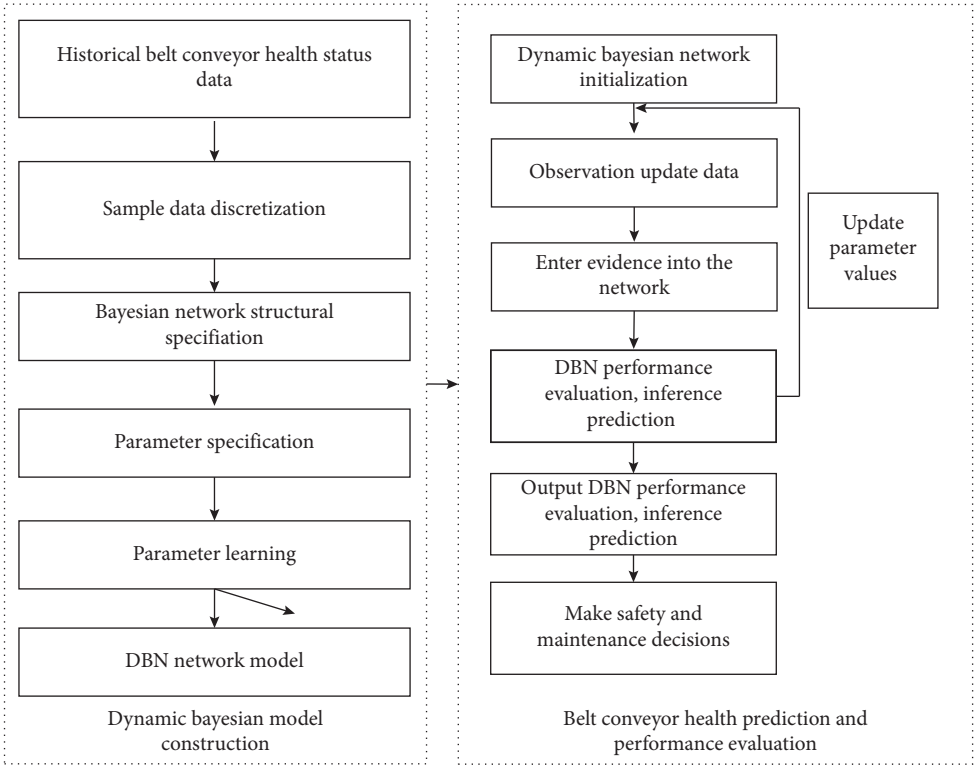 Historical belt conveyor health status
data
Sample data discretization
Bayesian network structural
specifiation
Parameter specification
Parameter learning
DBN network model
Dynamic bayesian model
construction
Dynamic bayesian network
initialization
Observation update data
Enter evidence into the
network
DBN performance
evaluation, inference
prediction
Output DBN performance
evaluation, inference
prediction
Make safety and
maintenance decisions
Update
parameter
values
Belt conveyor health prediction and
performance evaluation